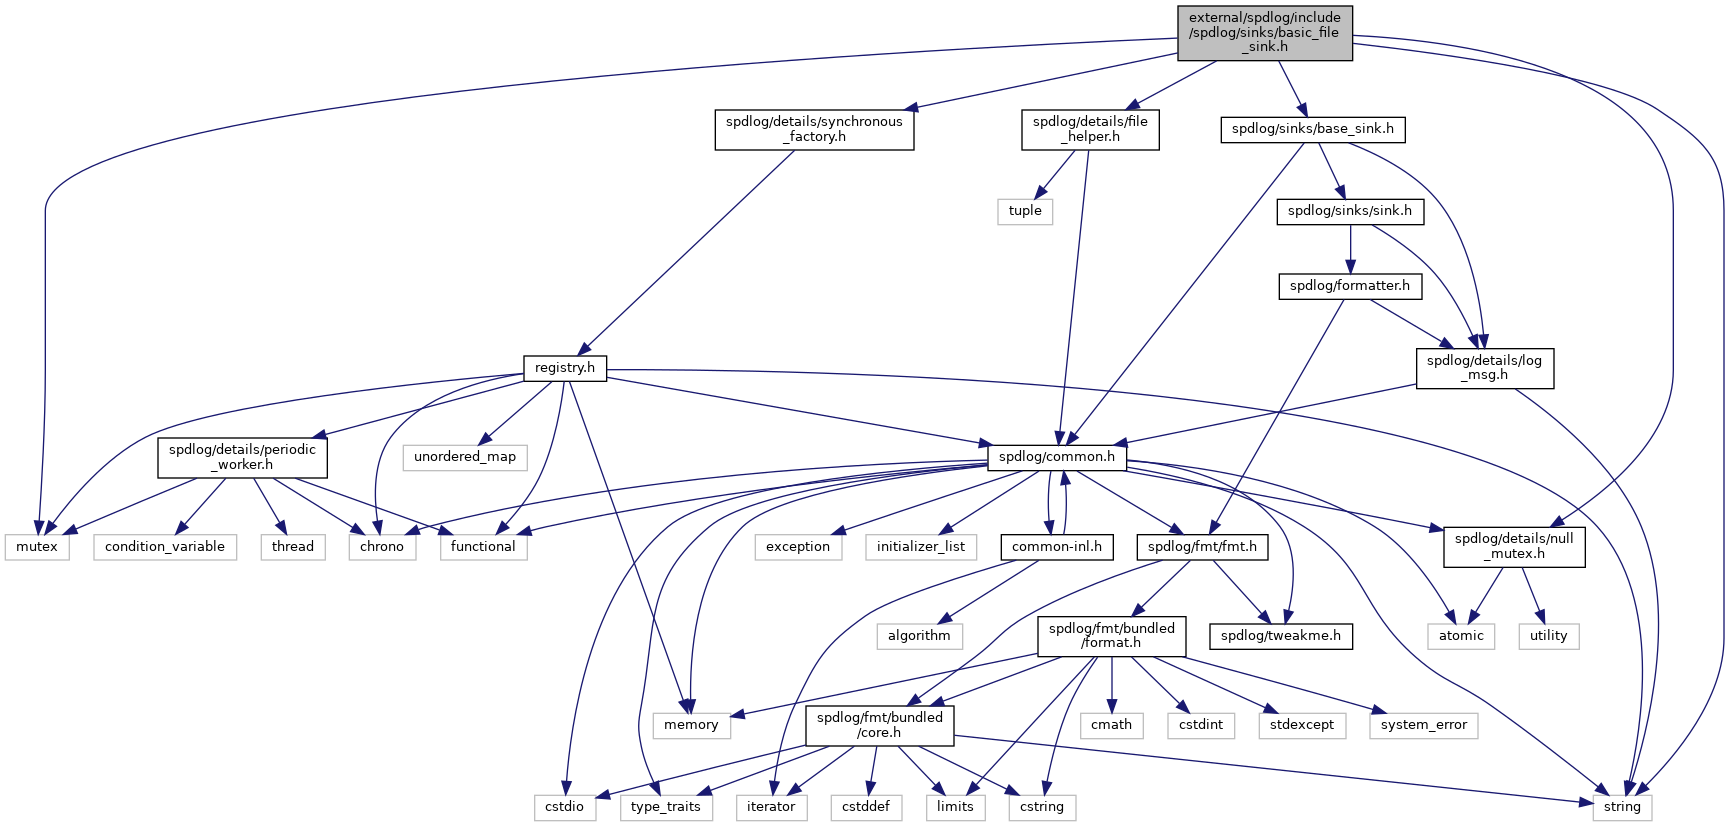 external/spdlog/include
/spdlog/sinks/basic_file
_sink.h
spdlog/details/synchronous
_factory.h
spdlog/details/file
_helper.h
spdlog/sinks/base_sink.h
tuple
spdlog/sinks/sink.h
spdlog/formatter.h
registry.h
spdlog/details/log
_msg.h
spdlog/details/periodic
_worker.h
unordered_map
spdlog/common.h
mutex
condition_variable
thread
chrono
functional
exception
initializer_list
common-inl.h
spdlog/fmt/fmt.h
spdlog/details/null
_mutex.h
algorithm
spdlog/fmt/bundled
/format.h
spdlog/tweakme.h
atomic
utility
memory
spdlog/fmt/bundled
/core.h
cmath
cstdint
stdexcept
system_error
cstdio
type_traits
iterator
cstddef
limits
cstring
string